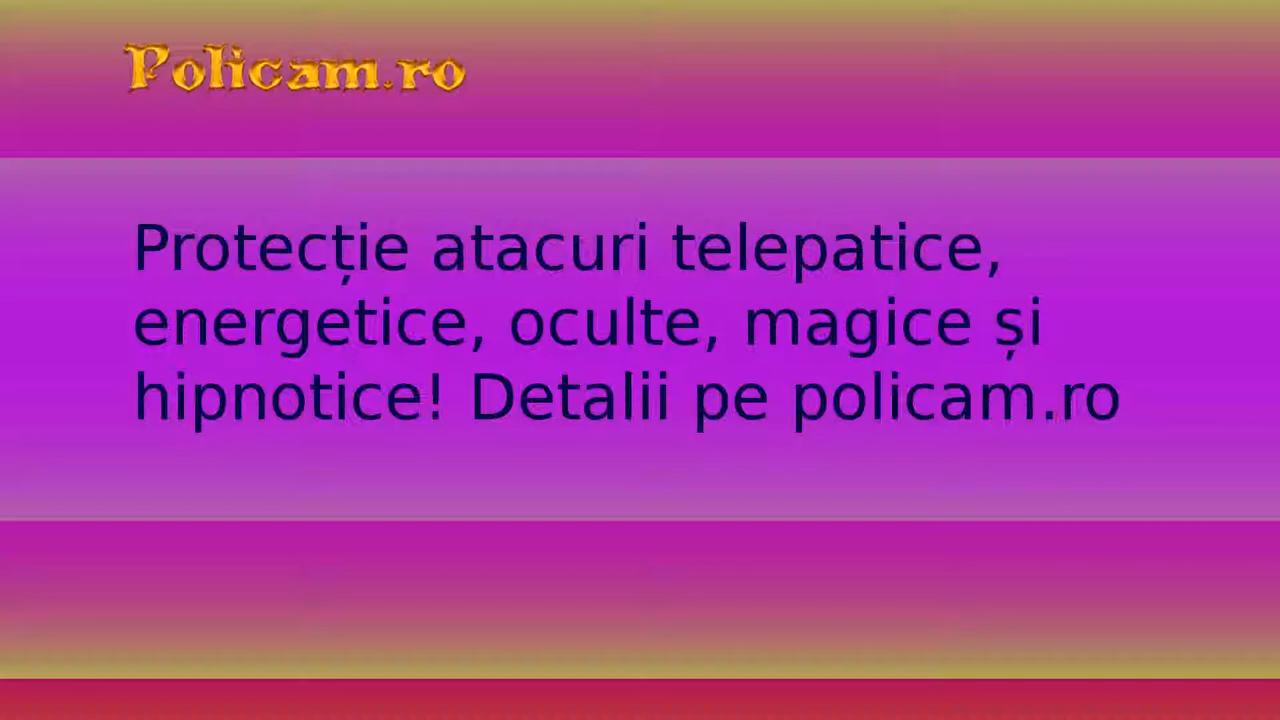 Policam.ro
Protecție atacuri telepatice,
energetice, oculte, magice și
hipnotice! Detalii pe policam.ro